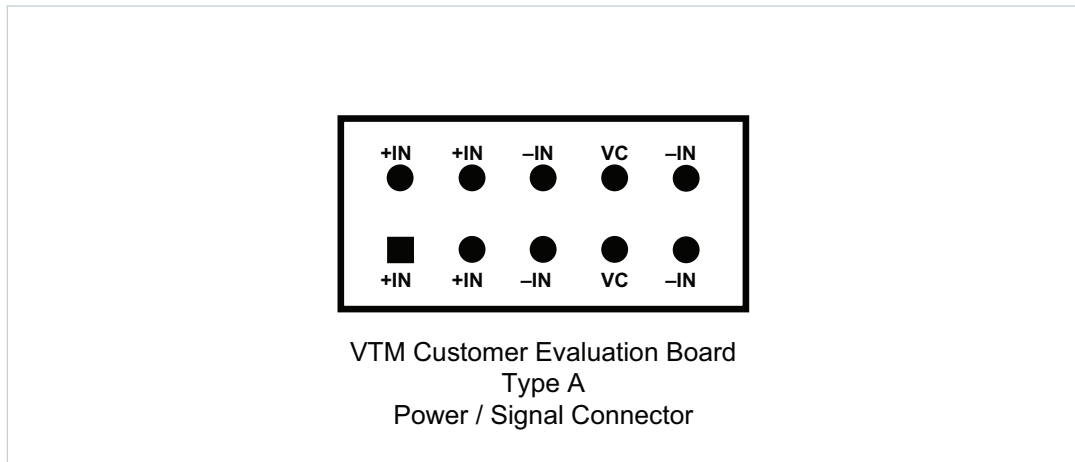 +IN +IN –IN VC –IN
+IN +IN –IN VC –IN
VTM Customer Evaluation Board
Type A
Power / Signal Connector